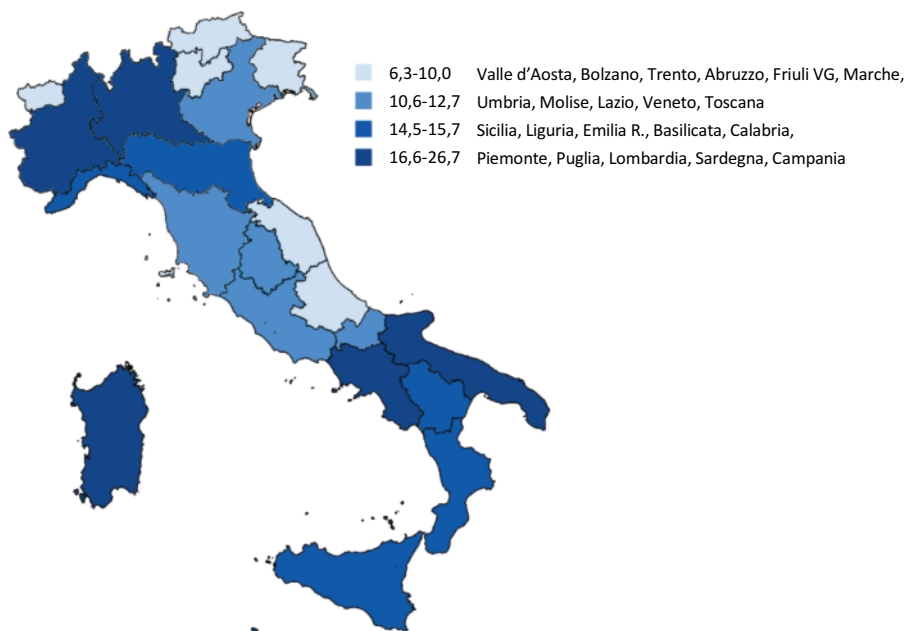 6,3-10,0 Valle d’Aosta, Bolzano, Trento, Abruzzo, Friuli VG, Marche,
10,6-12,7 Umbria, Molise, Lazio, Veneto, Toscana
14,5-15,7 Sicilia, Liguria, Emilia R., Basilicata, Calabria,
16,6-26,7 Piemonte, Puglia, Lombardia, Sardegna, Campania